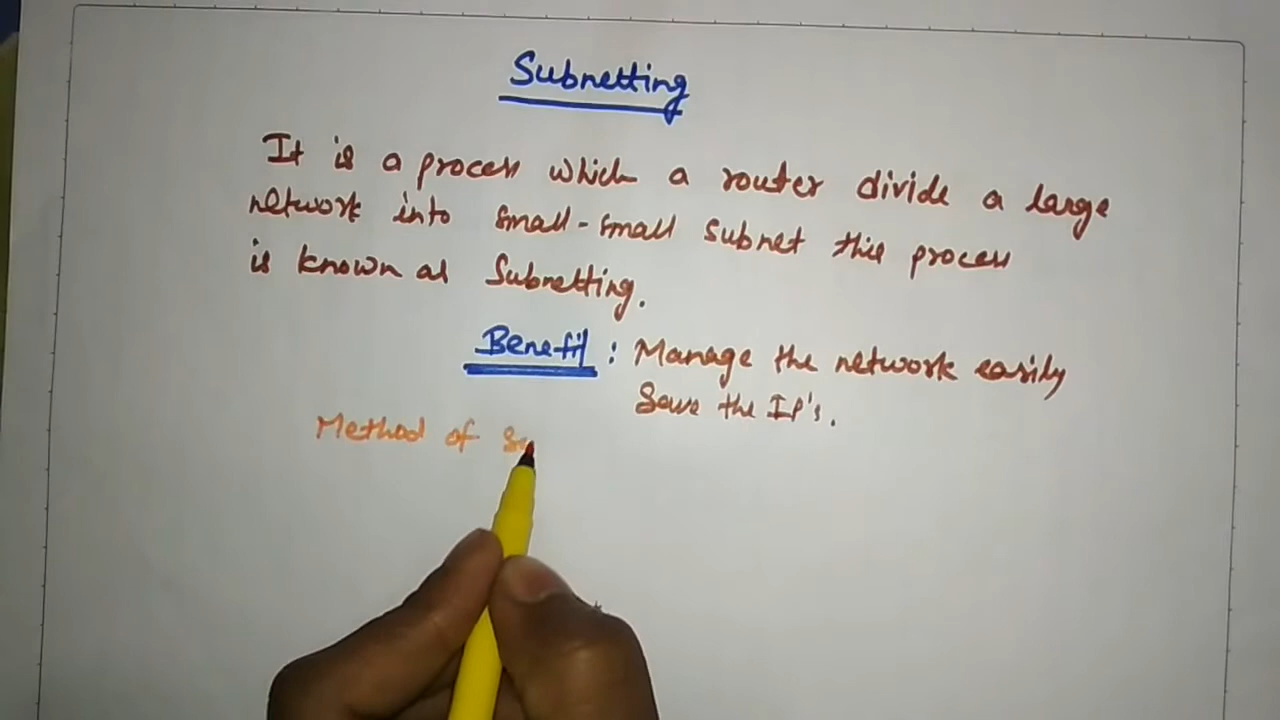 Subnetting
It is a process which a router divide a large
network into small-small subnet this process
is known as Subnetting.
Benefit : Manage the network easily
Save the IP's.
Method of Su